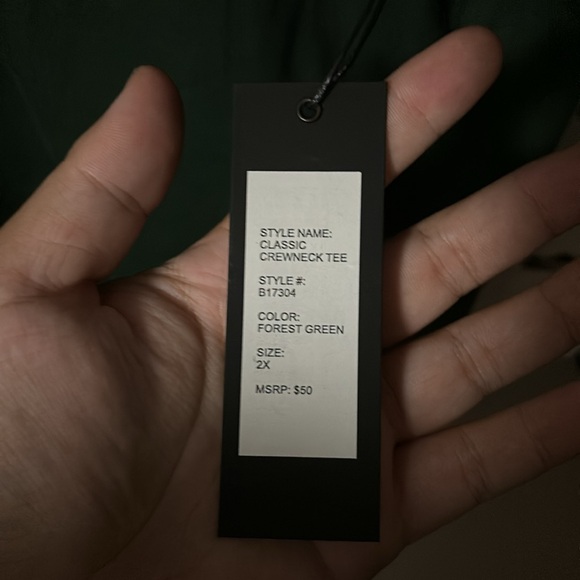 STYLE NAME:
CLASSIC
CREWNECK TEE
STYLE #:
B17304
COLOR:
FOREST GREEN
SIZE:
2X
MSRP: $50